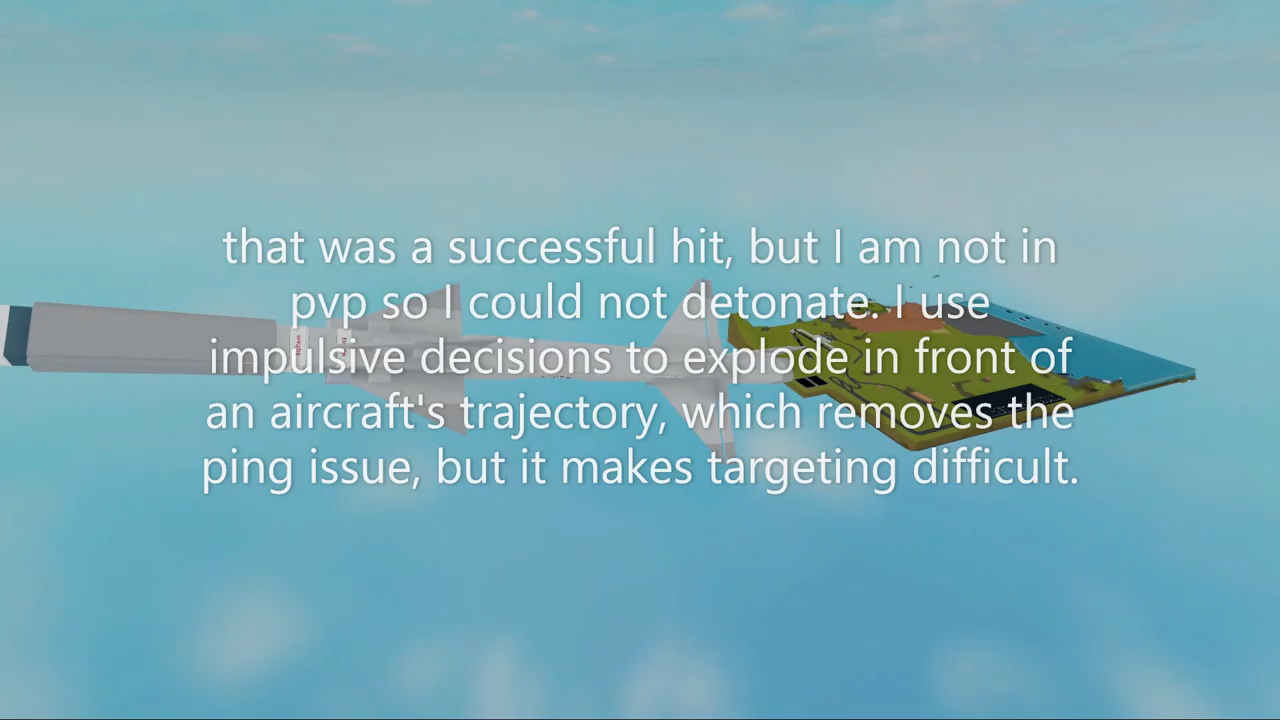 that was a successful hit, but I am not in
pvp so I could not detonate. I use
impulsive decisions to explode in front of
an aircraft's trajectory, which removes the
ping issue, but it makes targeting difficult.